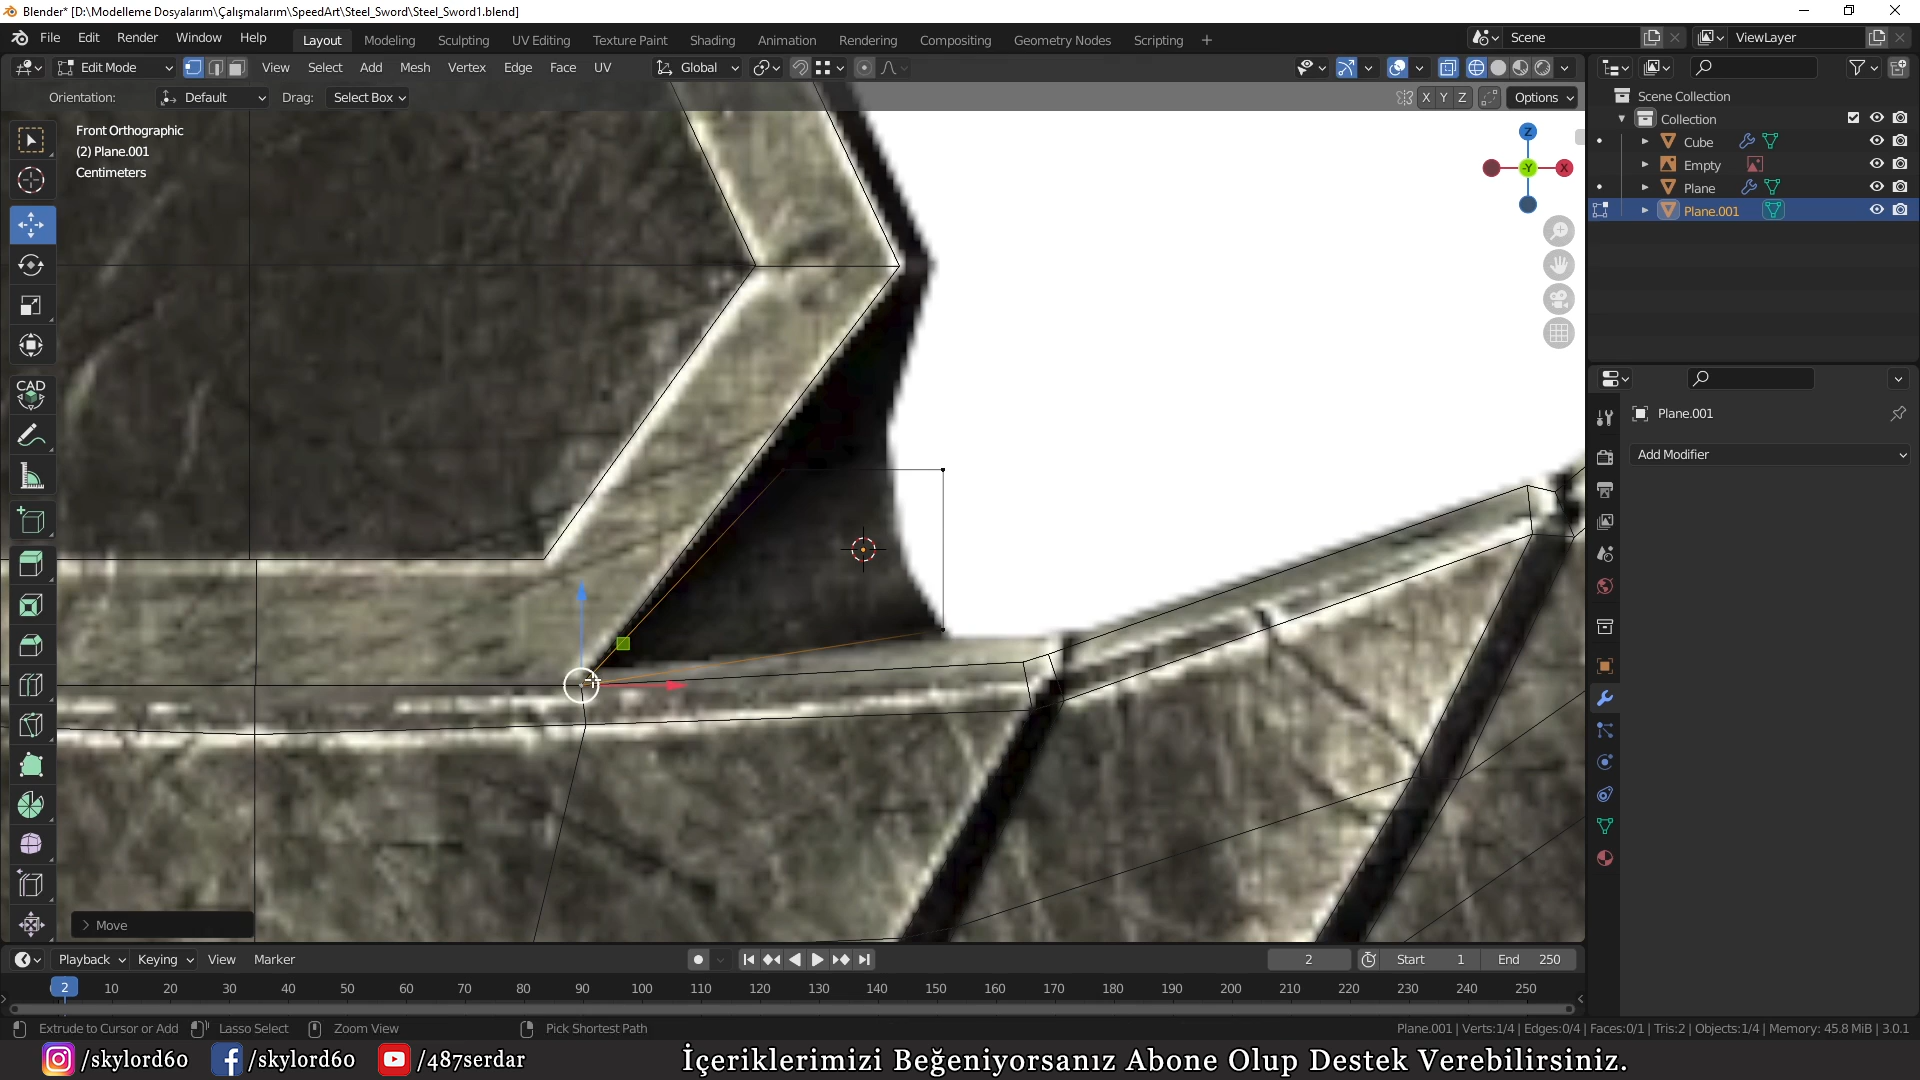 Blender* [D:\Modelleme Dosyalarım\Çalışmalarım\SpeedArt\Steel_Sword\Steel_Sword1.blend]
File Edit Render Window Help Layout Modeling Sculpting UV Editing Texture Paint Shading Animation Rendering Compositing Geometry Nodes Scripting + Scene ViewLayer
Edit Mode View Select Add Mesh Vertex Edge Face UV Global
Orientation: Default Drag: Select Box X Y Z Options
Front Orthographic
(2) Plane.001
Centimeters
Z
Y X
CAD
Scene Collection
Collection
Cube
Empty
Plane
Plane.001
Plane.001
Add Modifier
Move
Playback Keying View Marker 2 Start 1 End 250
2 10 20 30 40 50 60 70 80 90 100 110 120 130 140 150 160 170 180 190 200 210 220 230 240 250
Extrude to Cursor or Add Lasso Select Zoom View Pick Shortest Path Plane.001 | Verts:1/4 | Edges:0/4 | Faces:0/1 | Tris:2 | Objects:1/4 | Memory: 45.8 MiB | 3.0.1
/skylord60 /skylord60 /487serdar İçeriklerimizi Beğeniyorsanız Abone Olup Destek Verebilirsiniz.